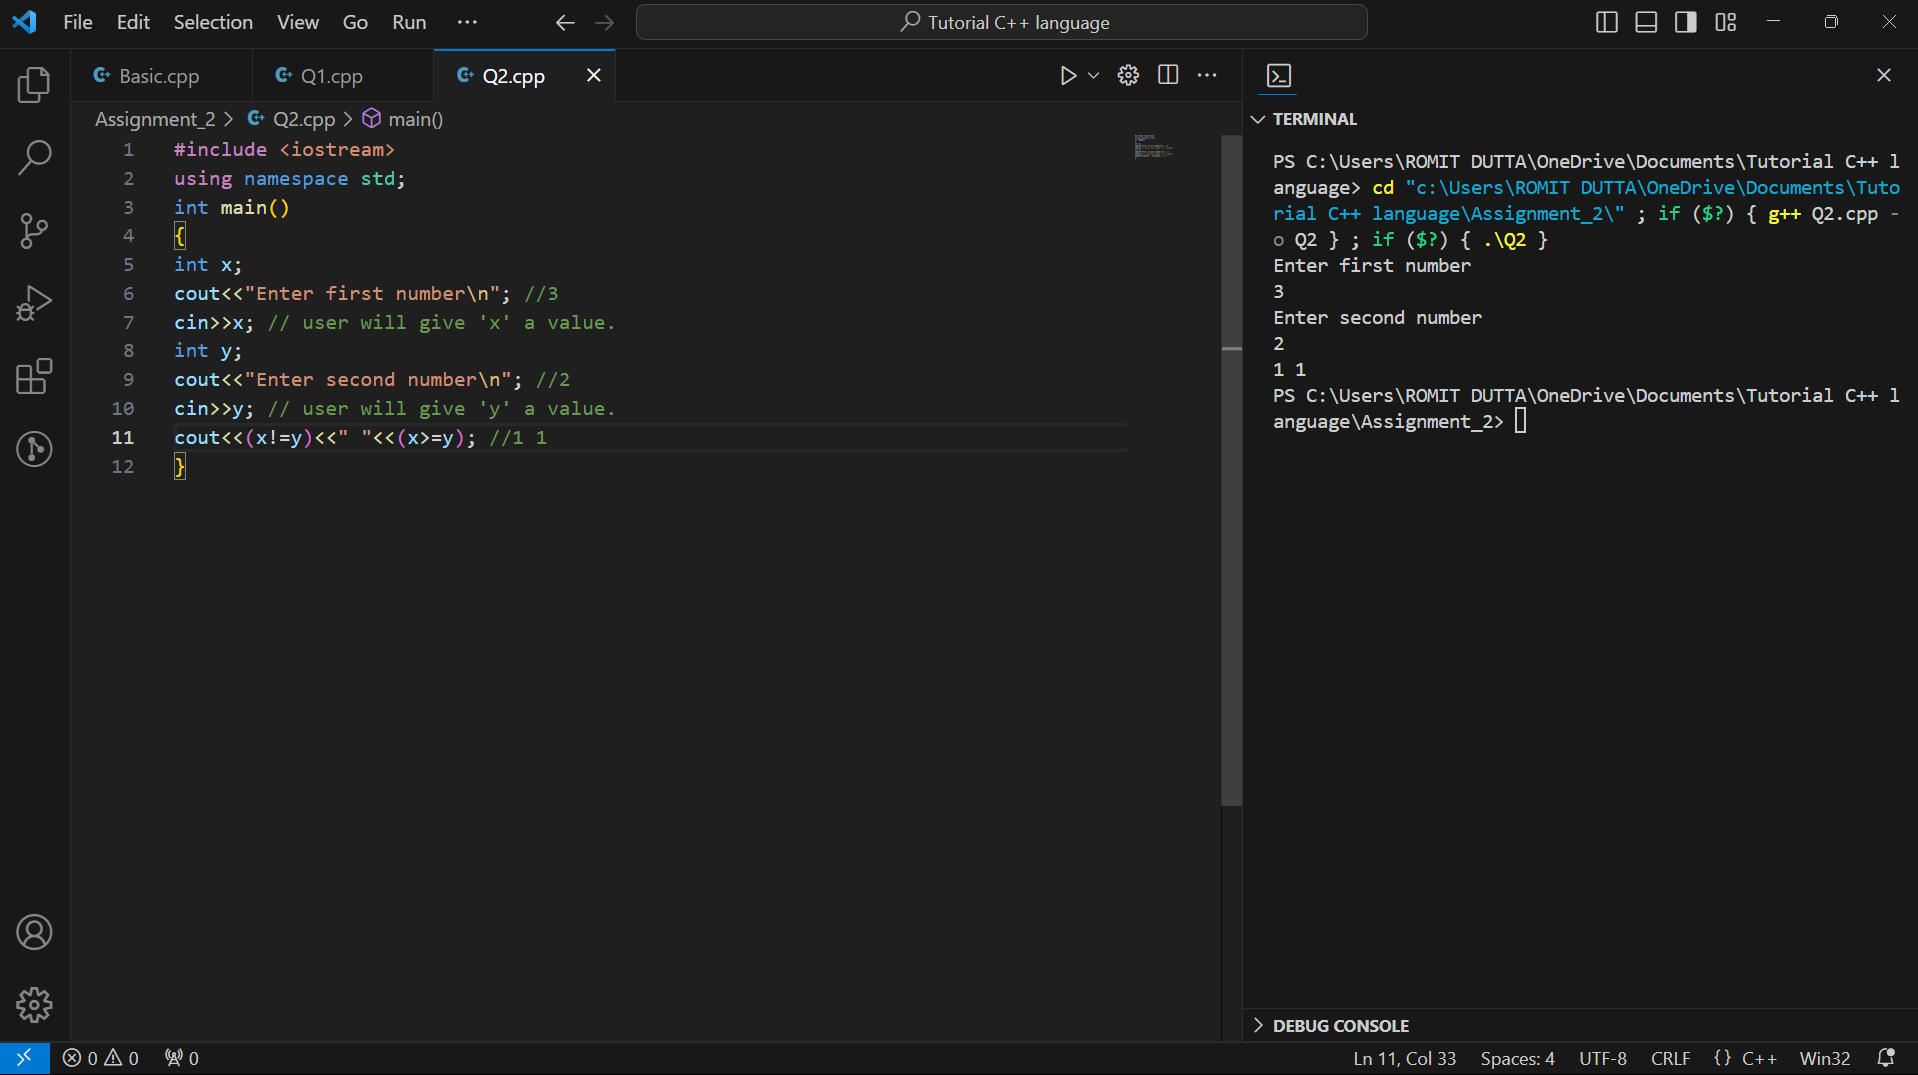 File Edit Selection View Go Run ··· Tutorial C++ language
Basic.cpp Q1.cpp Q2.cpp
Assignment_2 > Q2.cpp > main()
1 #include <iostream>
2 using namespace std;
3 int main()
4 {
5 int x;
6 cout<<"Enter first number\n"; //3
7 cin>>x; // user will give 'x' a value.
8 int y;
9 cout<<"Enter second number\n"; //2
10 cin>>y; // user will give 'y' a value.
11 cout<<(x!=y)<<" "<<(x>=y); //1 1
12 }
TERMINAL
PS C:\Users\ROMIT DUTTA\OneDrive\Documents\Tutorial C++ l
anguage> cd "c:\Users\ROMIT DUTTA\OneDrive\Documents\Tuto
rial C++ language\Assignment_2\" ; if ($?) { g++ Q2.cpp -
o Q2 } ; if ($?) { .\Q2 }
Enter first number
3
Enter second number
2
1 1
PS C:\Users\ROMIT DUTTA\OneDrive\Documents\Tutorial C++ l
anguage\Assignment_2>
DEBUG CONSOLE
0 0 0 Ln 11, Col 33 Spaces: 4 UTF-8 CRLF {} C++ Win32